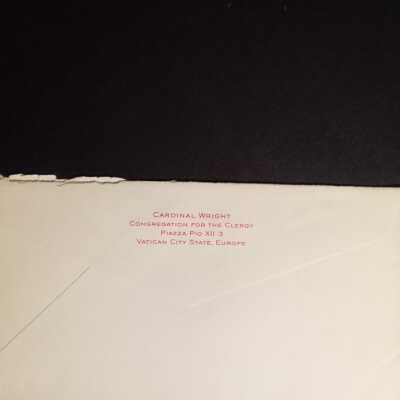 Cardinal Wright
Congregation for the Clergy
Piazza Pio XII 3
Vatican City State, Europe